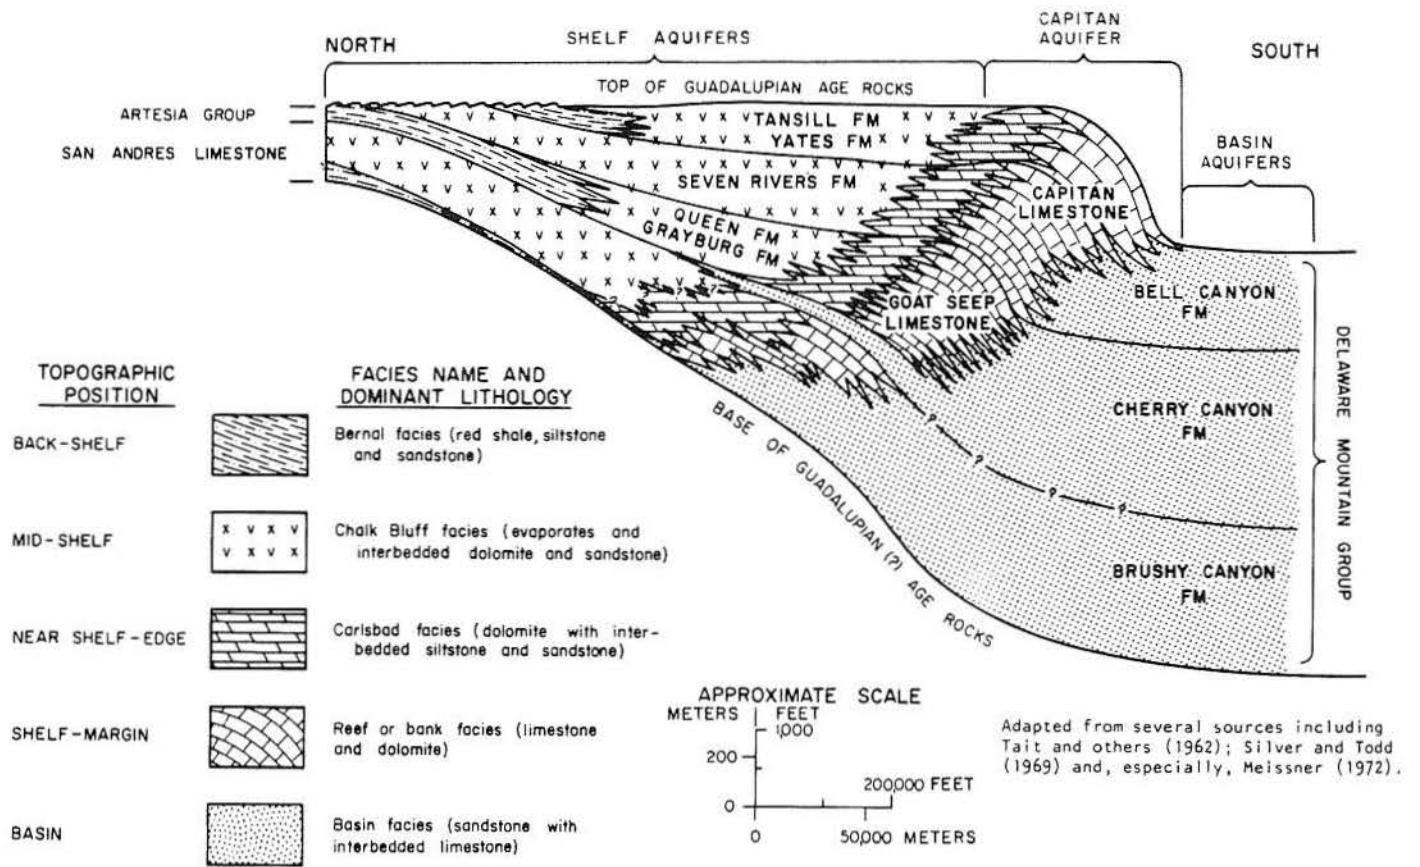 NORTH
SHELF AQUIFERS
CAPITAN
AQUIFER
SOUTH
TOP OF GUADALUPIAN AGE ROCKS
BASIN
AQUIFERS
ARTESIA GROUP
SAN ANDRES LIMESTONE
TANSILL FM
YATES FM
SEVEN RIVERS FM
QUEEN FM
GRAYBURG FM
CAPITAN
LIMESTONE
GOAT SEEP
LIMESTONE
BELL CANYON
FM
CHERRY CANYON
FM
BRUSHY CANYON
FM
DELAWARE MOUNTAIN GROUP
BASE OF GUADALUPIAN (?) AGE ROCKS
TOPOGRAPHIC
POSITION
FACIES NAME AND
DOMINANT LITHOLOGY
BACK-SHELF
Bernal facies (red shale, siltstone
and sandstone)
MID-SHELF
Chalk Bluff facies (evaporates and
interbedded dolomite and sandstone)
NEAR SHELF-EDGE
Carlsbad facies (dolomite with inter-
bedded siltstone and sandstone)
SHELF-MARGIN
Reef or bank facies (limestone
and dolomite)
BASIN
Basin facies (sandstone with
interbedded limestone)
APPROXIMATE SCALE
METERS FEET
1,000
200
200,000 FEET
0
0 50,000 METERS
Adapted from several sources including
Tait and others (1962); Silver and Todd
(1969) and, especially, Meissner (1972).